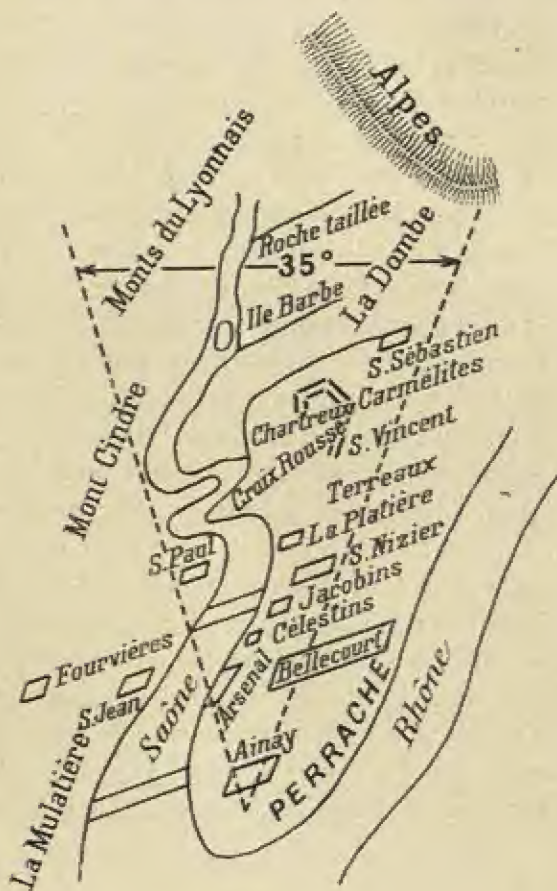 Alpes
Monts du Lyonnais
Roche taillée
35°
La Dombe
Ile Barbe
S. Sébastien
Carmélites
Chartreux
Croix Rousse
S. Vincent
Mont Cindre
Terreaux
La Platière
S. Nizier
S. Paul
Jacobins
Célestins
Fourvières
Bellecourt
Arsenal
S. Jean
Saône
Rhône
Ainay
PERRACHE
La Mulatière